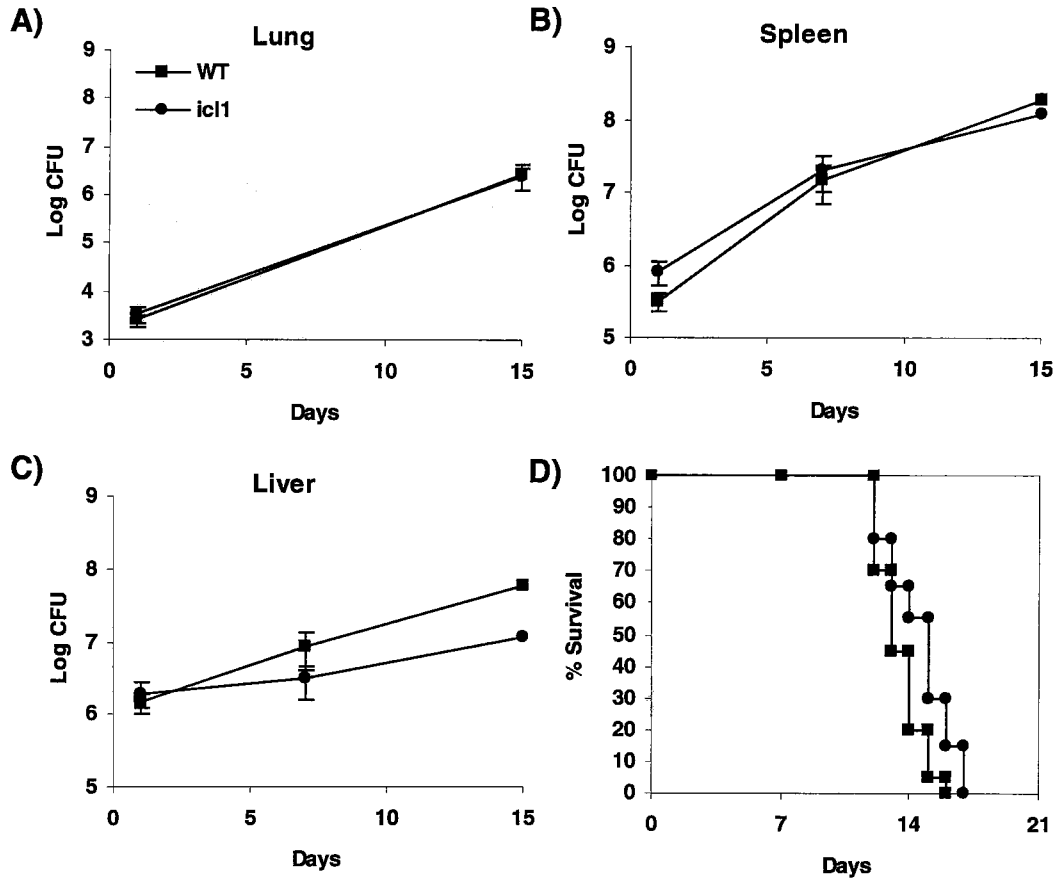 A)
Lung
WT
icl1
9
8
7
6
5
4
3
Log CFU
0 5 10 15
Days
B)
Spleen
9
8
7
6
5
Log CFU
0 5 10 15
Days
C)
Liver
9
8
7
6
5
Log CFU
0 5 10 15
Days
D)
100
90
80
70
60
50
40
30
20
10
0
% Survival
0 7 14 21
Days